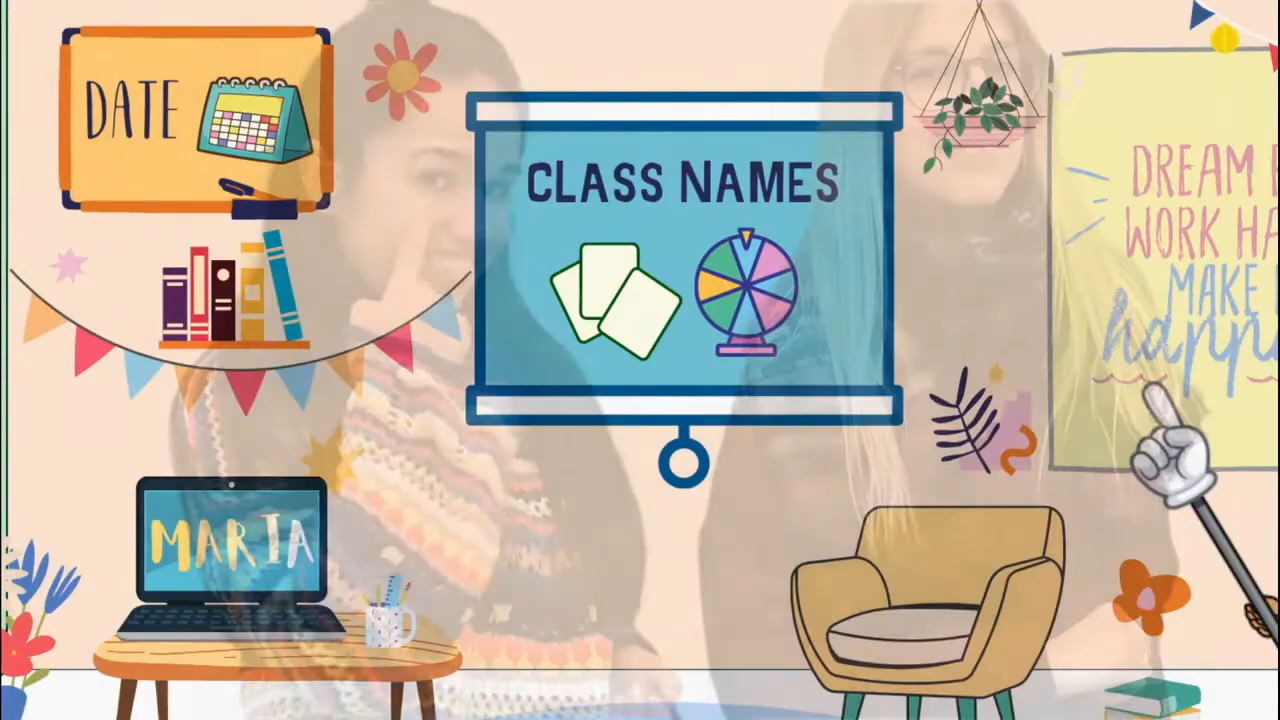 DATE
CLASS NAMES
DREAM
WORK HA
MAKE
happ
MARIA